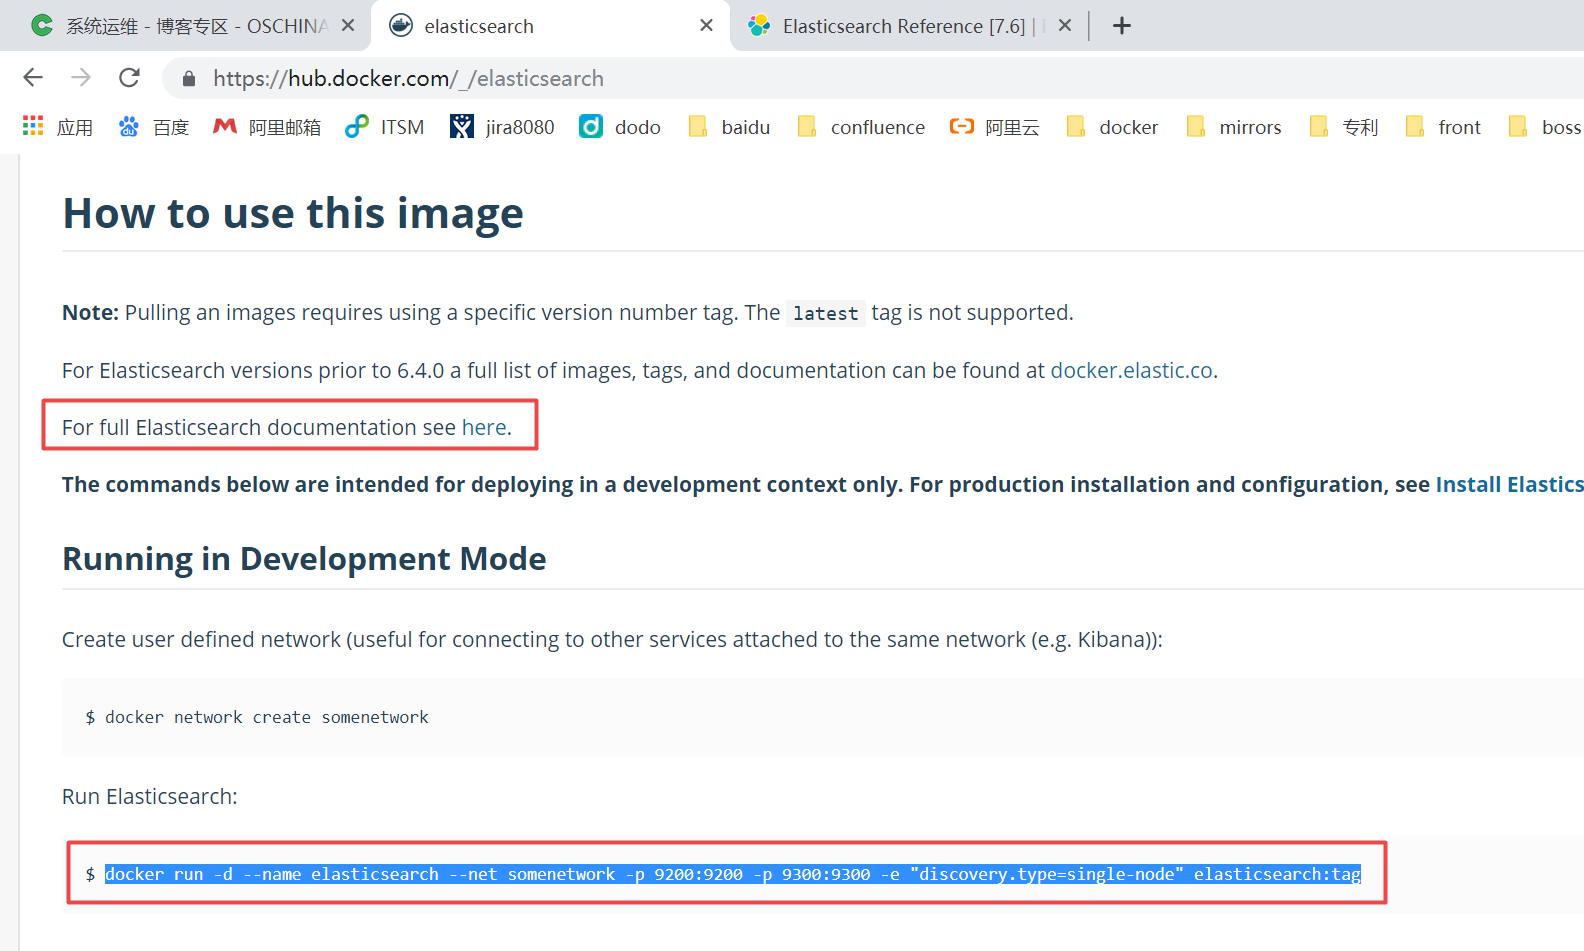 系统运维 - 博客专区 - OSCHINA
elasticsearch
Elasticsearch Reference [7.6] |
https://hub.docker.com/_/elasticsearch
应用 百度 阿里邮箱 ITSM jira8080 dodo baidu confluence 阿里云 docker mirrors 专利 front boss
How to use this image
Note: Pulling an images requires using a specific version number tag. The latest tag is not supported.
For Elasticsearch versions prior to 6.4.0 a full list of images, tags, and documentation can be found at docker.elastic.co.
For full Elasticsearch documentation see here.
The commands below are intended for deploying in a development context only. For production installation and configuration, see Install Elastics
Running in Development Mode
Create user defined network (useful for connecting to other services attached to the same network (e.g. Kibana)):
$ docker network create somenetwork
Run Elasticsearch:
$ docker run -d --name elasticsearch --net somenetwork -p 9200:9200 -p 9300:9300 -e "discovery.type=single-node" elasticsearch:tag